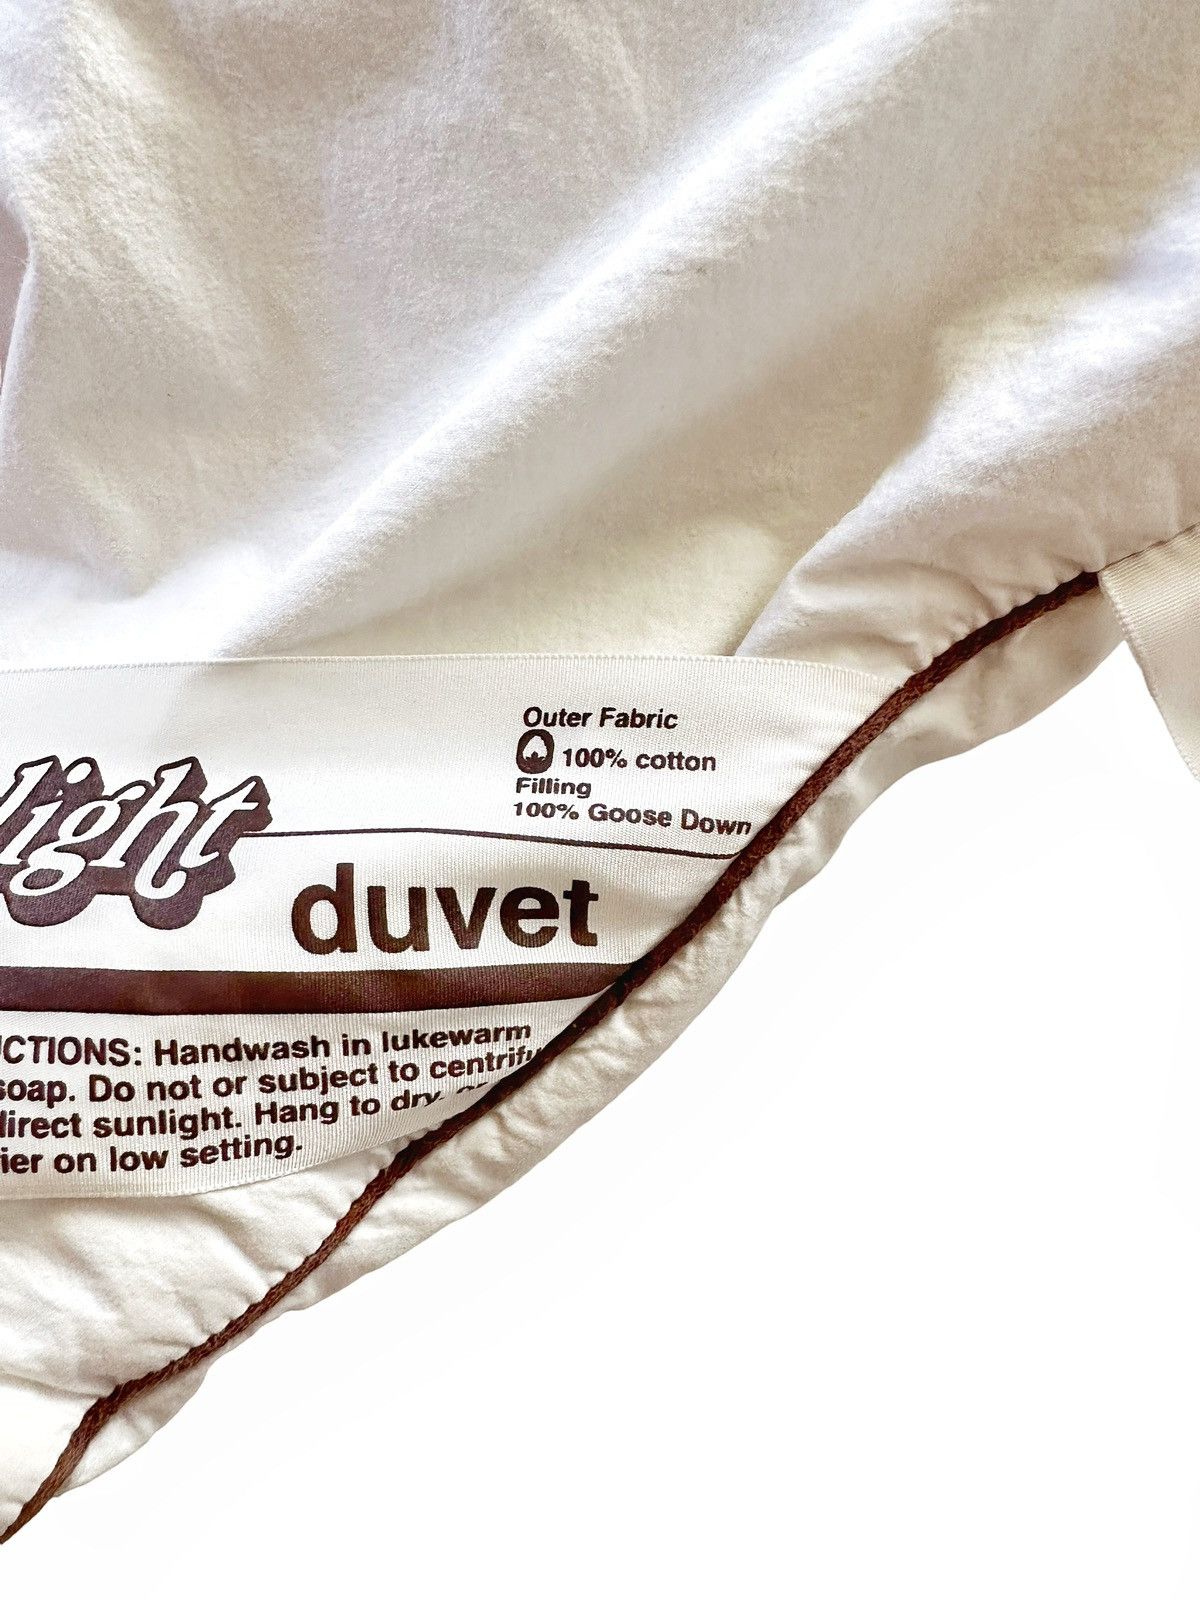 Outer Fabric
100% cotton
Filling
100% Goose Down
light
duvet
UCTIONS: Handwash in lukewarm
soap. Do not or subject to centrifu
direct sunlight. Hang to dry.
ier on low setting.